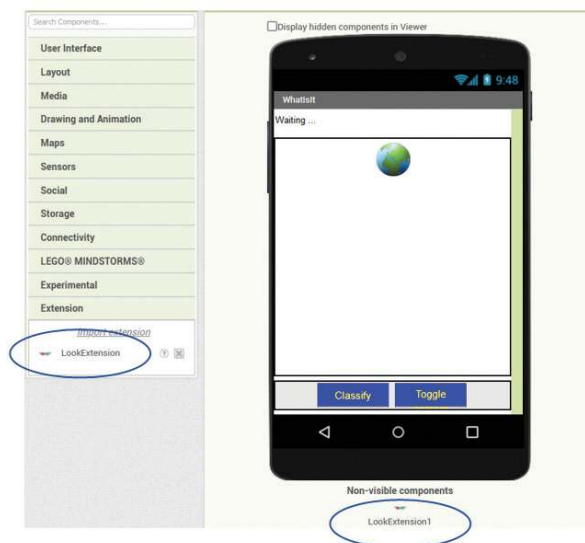 Search Components...
User Interface
Layout
Media
Drawing and Animation
Maps
Sensors
Social
Storage
Connectivity
LEGO® MINDSTORMS®
Experimental
Extension
Import extension
LookExtension ?
Display hidden components in Viewer
9:48
WhatIsIt
Waiting ...
Classify Toggle
Non-visible components
LookExtension1